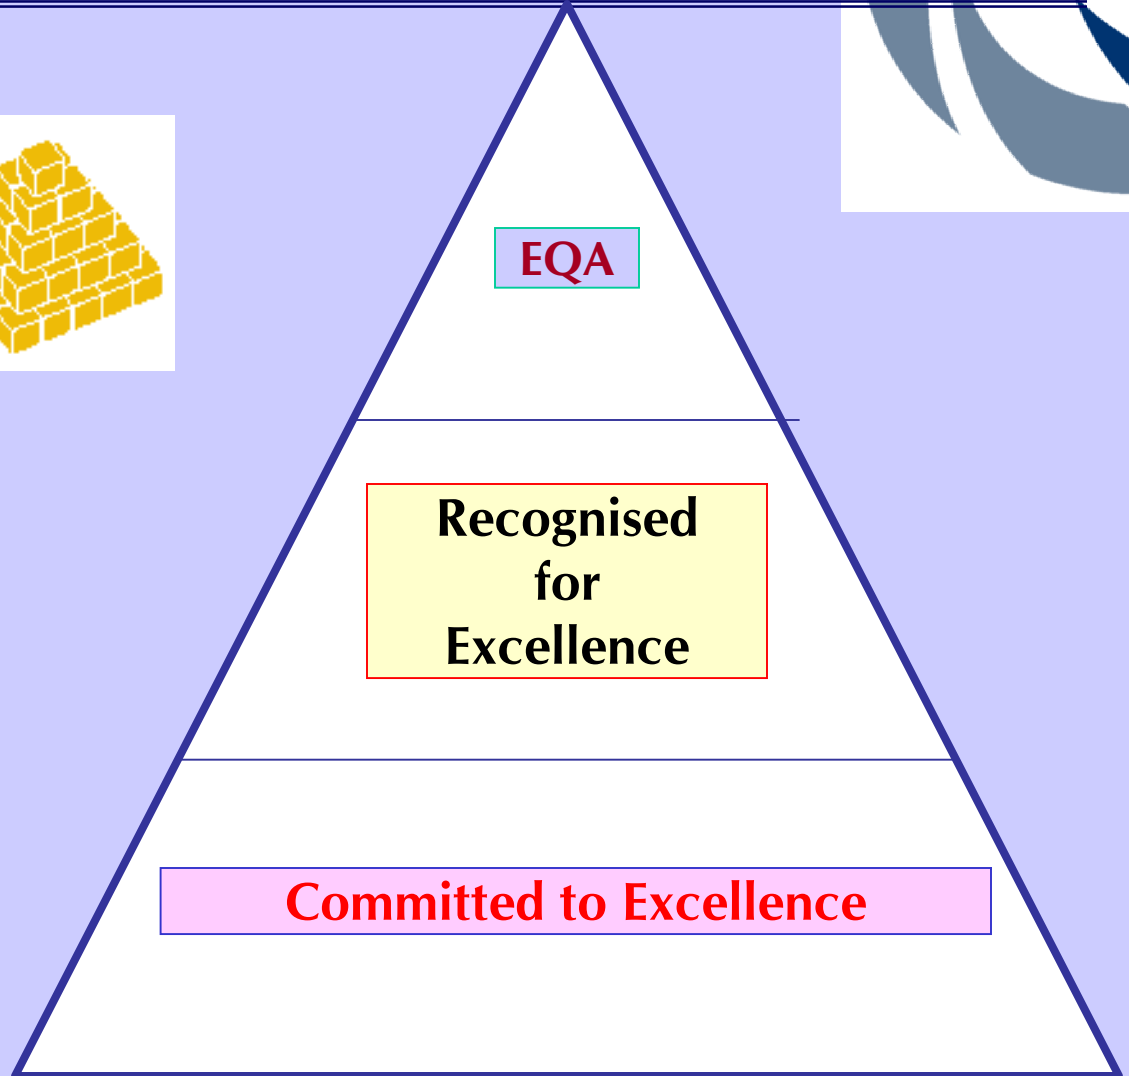 EQA
Recognised
for
Excellence
Committed to Excellence